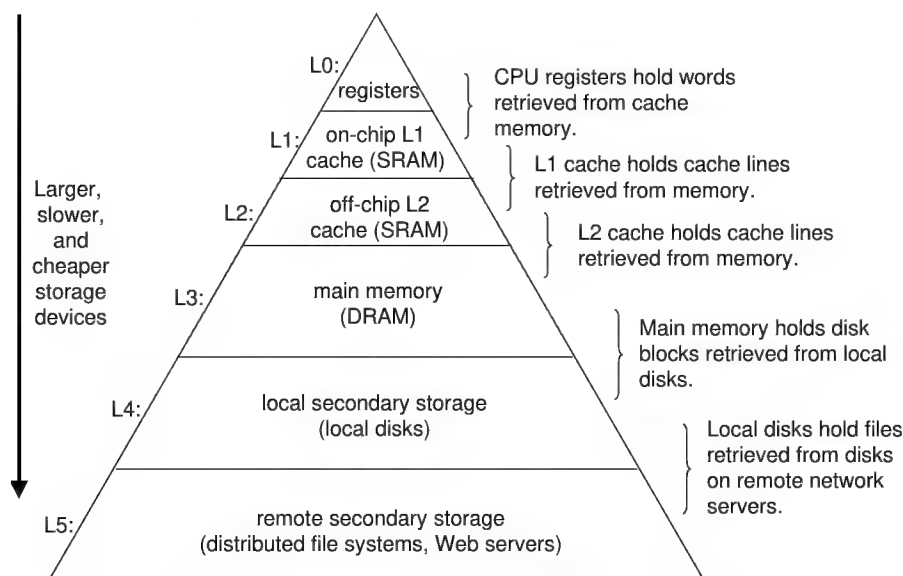 L0:
registers
CPU registers hold words
retrieved from cache
memory.
L1:
on-chip L1
cache (SRAM)
L1 cache holds cache lines
retrieved from memory.
Larger,
slower,
and
cheaper
storage
devices
L2:
off-chip L2
cache (SRAM)
L2 cache holds cache lines
retrieved from memory.
L3:
main memory
(DRAM)
Main memory holds disk
blocks retrieved from local
disks.
L4:
local secondary storage
(local disks)
Local disks hold files
retrieved from disks
on remote network
servers.
L5:
remote secondary storage
(distributed file systems, Web servers)